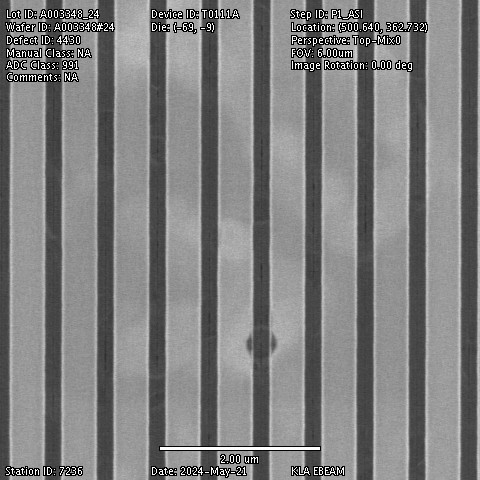 Lot ID: A003348_24
Device ID: T0111A
Step ID: P1_ASI
Wafer ID: A003348#24
Die: (-69, -9)
Location: (500.640, 362.732)
Defect ID: 4430
Perspective: Top-Mix0
Manual Class: NA
FOV: 6.00um
ADC Class: 991
Image Rotation: 0.00 deg
Comments: NA
2.00 um
Station ID: 7236
Date: 2024-May-21
KLA EBEAM